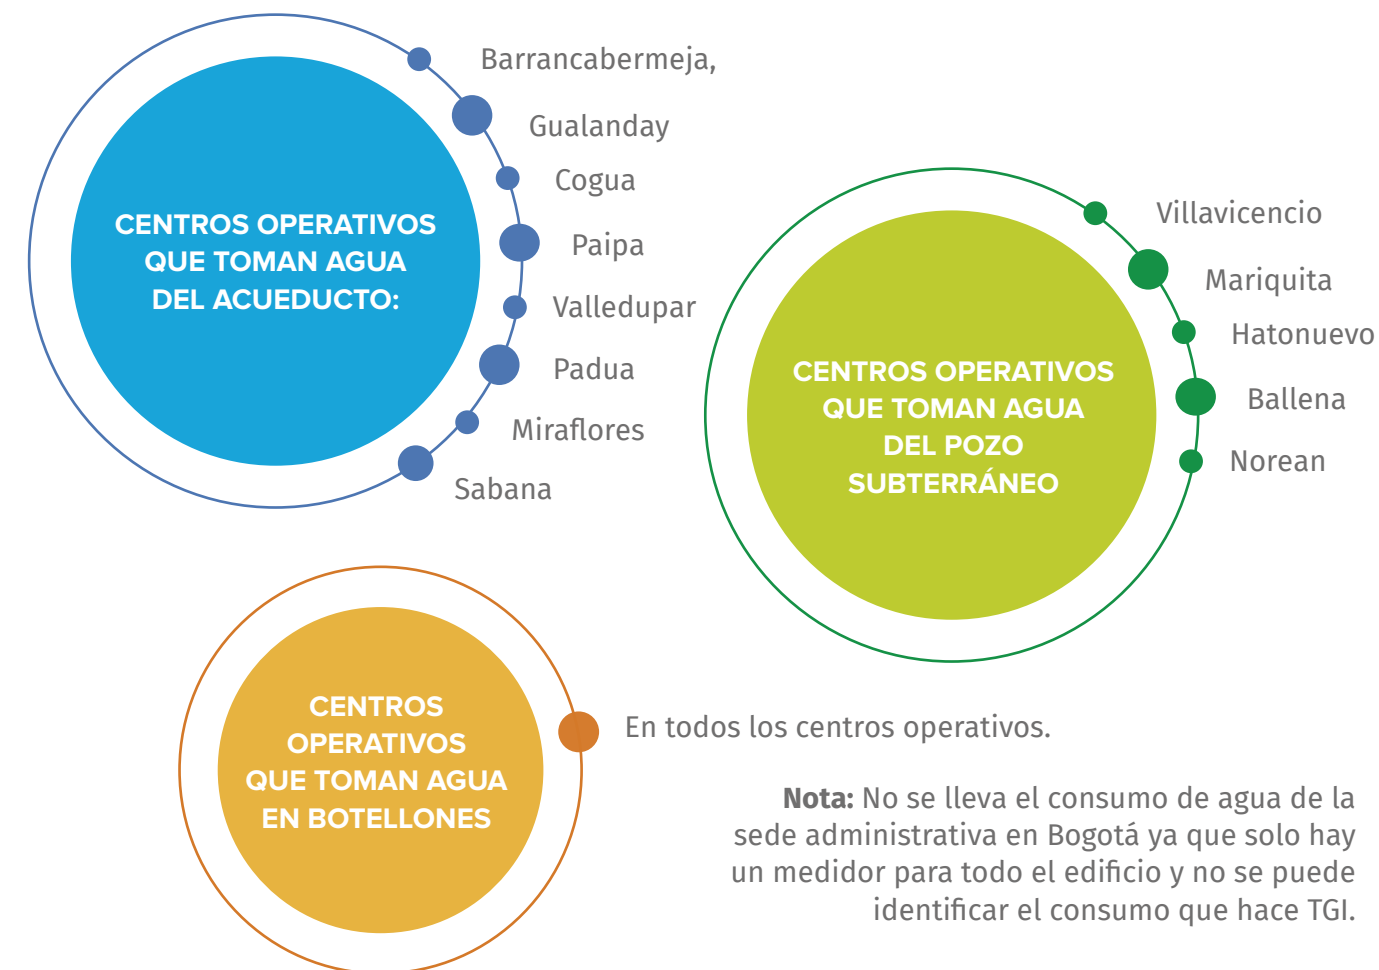 CENTROS OPERATIVOS
QUE TOMAN AGUA
DEL ACUEDUCTO:
Barrancabermeja,
Gualanday
Cogua
Paipa
Valledupar
Padua
Miraflores
Sabana
CENTROS OPERATIVOS
QUE TOMAN AGUA
DEL POZO
SUBTERRÁNEO
Villavicencio
Mariquita
Hatonuevo
Ballena
Norean
CENTROS
OPERATIVOS
QUE TOMAN AGUA
EN BOTELLONES
En todos los centros operativos.
Nota: No se lleva el consumo de agua de la
sede administrativa en Bogotá ya que solo hay
un medidor para todo el edificio y no se puede
identificar el consumo que hace TGI.